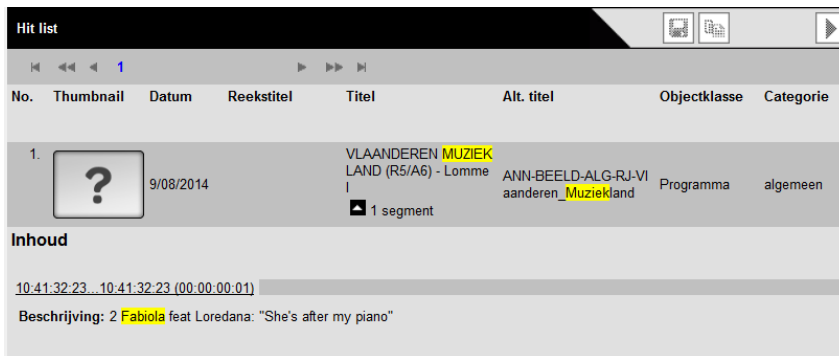 Hit list
1
No. Thumbnail Datum Reekstitel Titel Alt. titel Objectklasse Categorie
1. ? 9/08/2014 VLAANDEREN MUZIEK
LAND (R5/A6) - Lomme
l
1 segment
ANN-BEELD-ALG-RJ-Vl
aanderen_Muziekland
Programma algemeen
Inhoud
10:41:32:23...10:41:32:23 (00:00:00:01)
Beschrijving: 2 Fabiola feat Loredana: "She's after my piano"